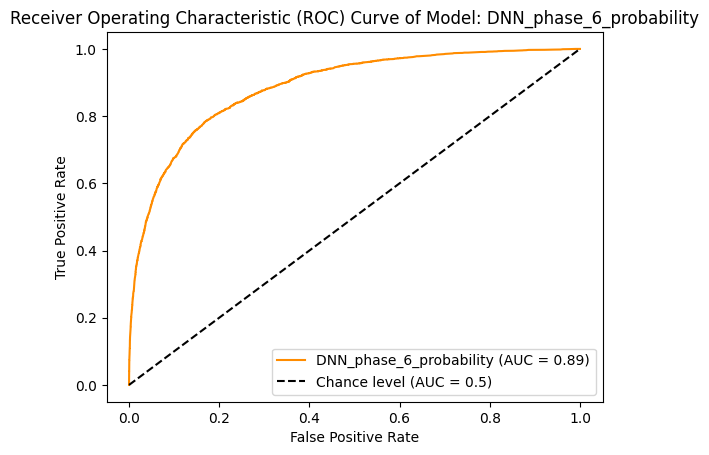 Receiver Operating Characteristic (ROC) Curve of Model: DNN_phase_6_probability
1.0
0.8
0.6
0.4
0.2
0.0
True Positive Rate
DNN_phase_6_probability (AUC = 0.89)
Chance level (AUC = 0.5)
0.0 0.2 0.4 0.6 0.8 1.0
False Positive Rate